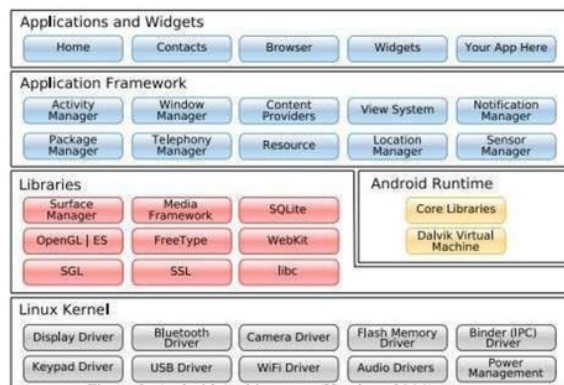 Applications and Widgets
Home
Contacts
Browser
Widgets
Your App Here
Application Framework
Activity
Manager
Window
Manager
Content
Providers
View System
Notification
Manager
Package
Manager
Telephony
Manager
Resource
Location
Manager
Sensor
Manager
Libraries
Surface
Manager
Media
Framework
SQLite
OpenGL | ES
FreeType
WebKit
SGL
SSL
libc
Android Runtime
Core Libraries
Dalvik Virtual
Machine
Linux Kernel
Display Driver
Bluetooth
Driver
Camera Driver
Flash Memory
Driver
Binder (IPC)
Driver
Keypad Driver
USB Driver
WiFi Driver
Audio Drivers
Power
Management